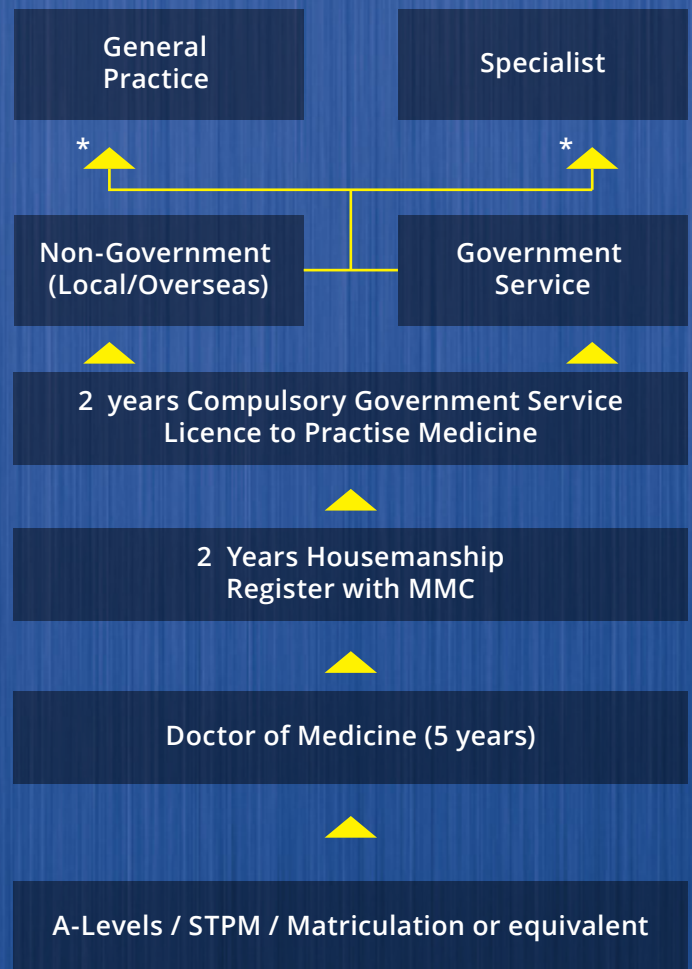 General
Practice
Specialist
*
*
Non-Government
(Local/Overseas)
Government
Service
2 years Compulsory Government Service
Licence to Practise Medicine
2 Years Housemanship
Register with MMC
Doctor of Medicine (5 years)
A-Levels / STPM / Matriculation or equivalent